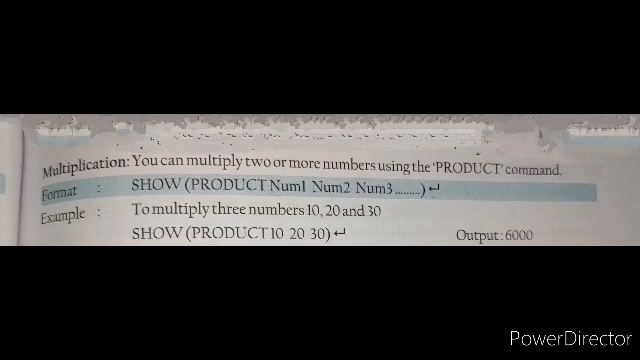 Multiplication: You can multiply two or more numbers using the 'PRODUCT' command.
Format : SHOW (PRODUCT Num1 Num2 Num3.........) ↵
Example : To multiply three numbers 10, 20 and 30
SHOW (PRODUCT 10 20 30) ↵ Output : 6000
PowerDirector